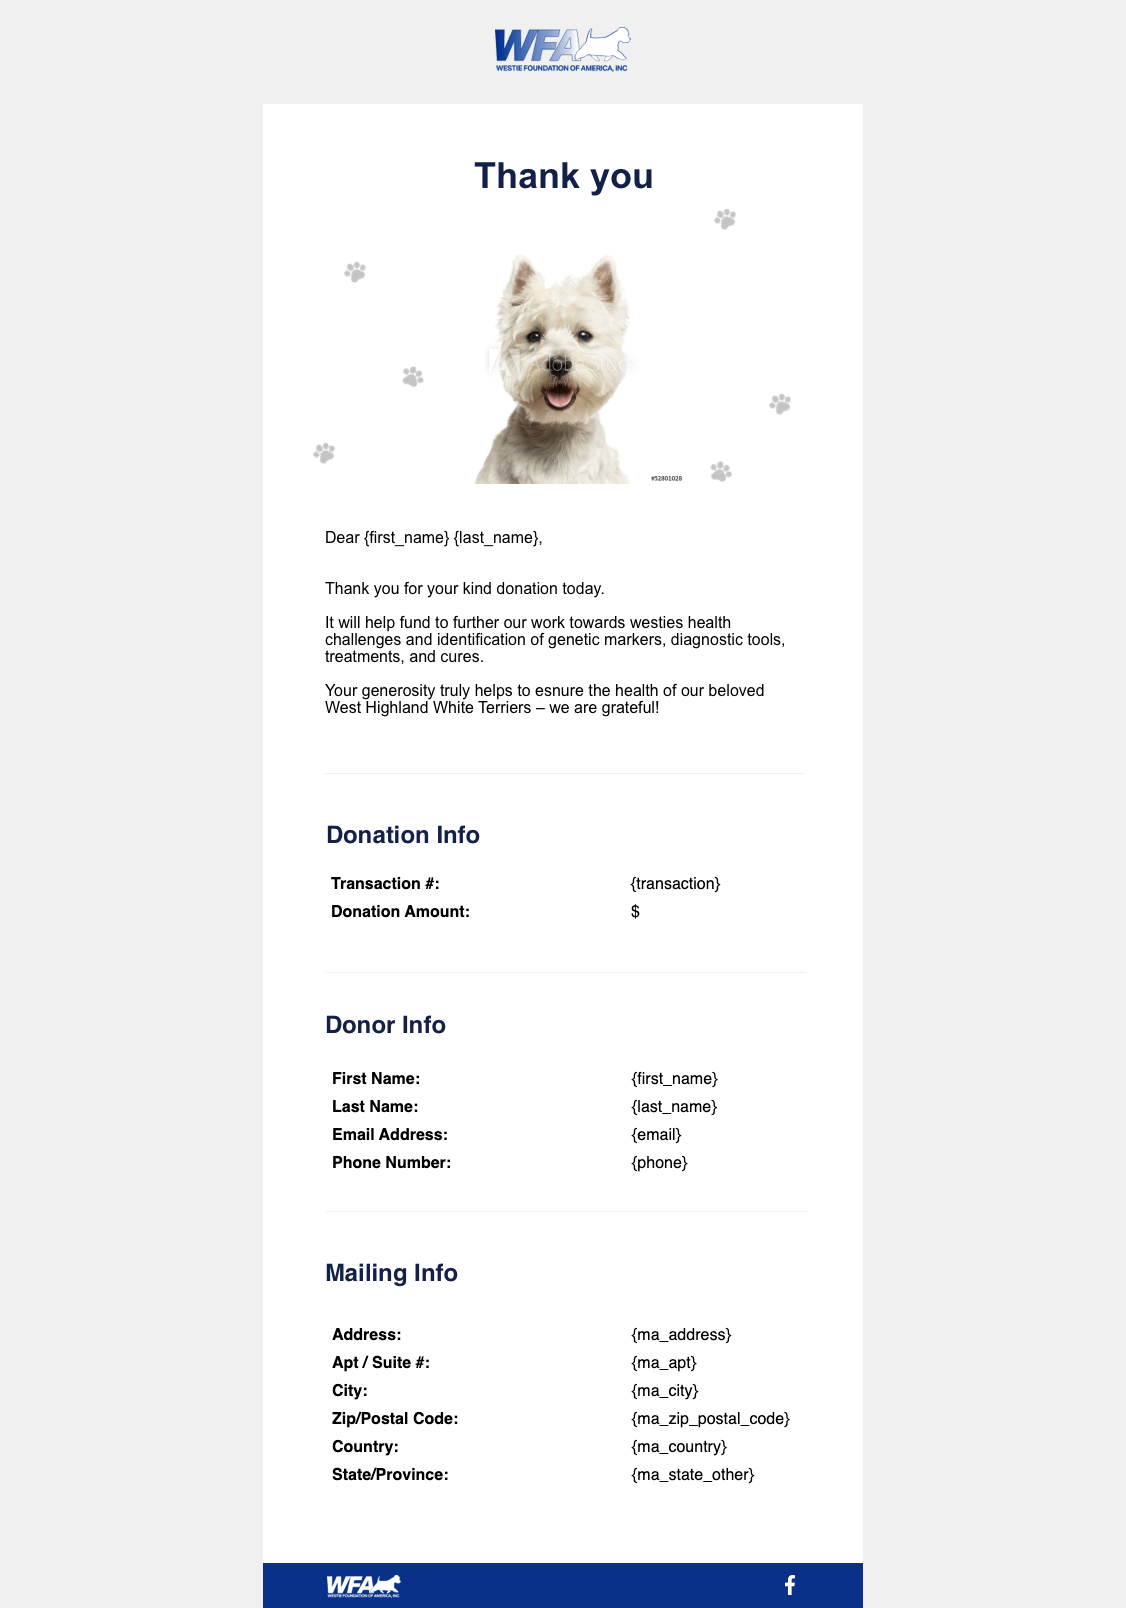 WFA
WESTIE FOUNDATION OF AMERICA, INC
Thank you
Adobe Stock
#52801028
Dear {first_name} {last_name},
Thank you for your kind donation today.
It will help fund to further our work towards westies health
challenges and identification of genetic markers, diagnostic tools,
treatments, and cures.
Your generosity truly helps to esnure the health of our beloved
West Highland White Terriers – we are grateful!
Donation Info
Transaction #: {transaction}
Donation Amount: $
Donor Info
First Name: {first_name}
Last Name: {last_name}
Email Address: {email}
Phone Number: {phone}
Mailing Info
Address: {ma_address}
Apt / Suite #: {ma_apt}
City: {ma_city}
Zip/Postal Code: {ma_zip_postal_code}
Country: {ma_country}
State/Province: {ma_state_other}
WFA
WESTIE FOUNDATION OF AMERICA, INC